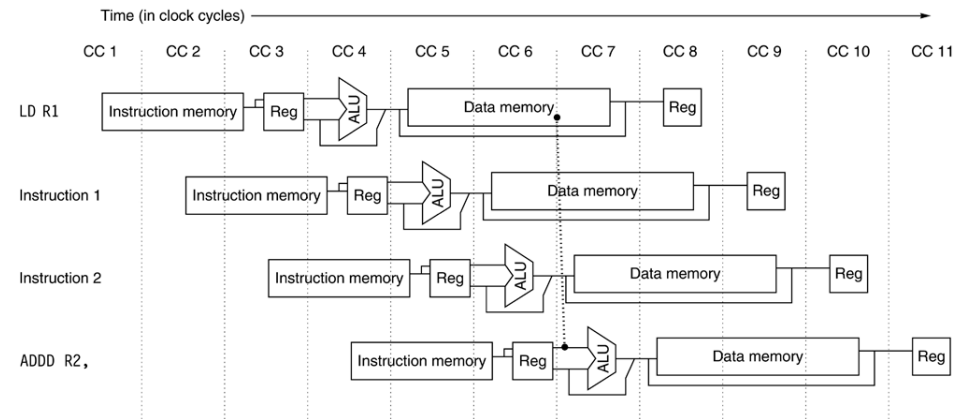 Time (in clock cycles)
CC 1 CC 2 CC 3 CC 4 CC 5 CC 6 CC 7 CC 8 CC 9 CC 10 CC 11
LD R1 Instruction memory Reg ALU Data memory Reg
Instruction 1 Instruction memory Reg ALU Data memory Reg
Instruction 2 Instruction memory Reg ALU Data memory Reg
ADDD R2, Instruction memory Reg ALU Data memory Reg